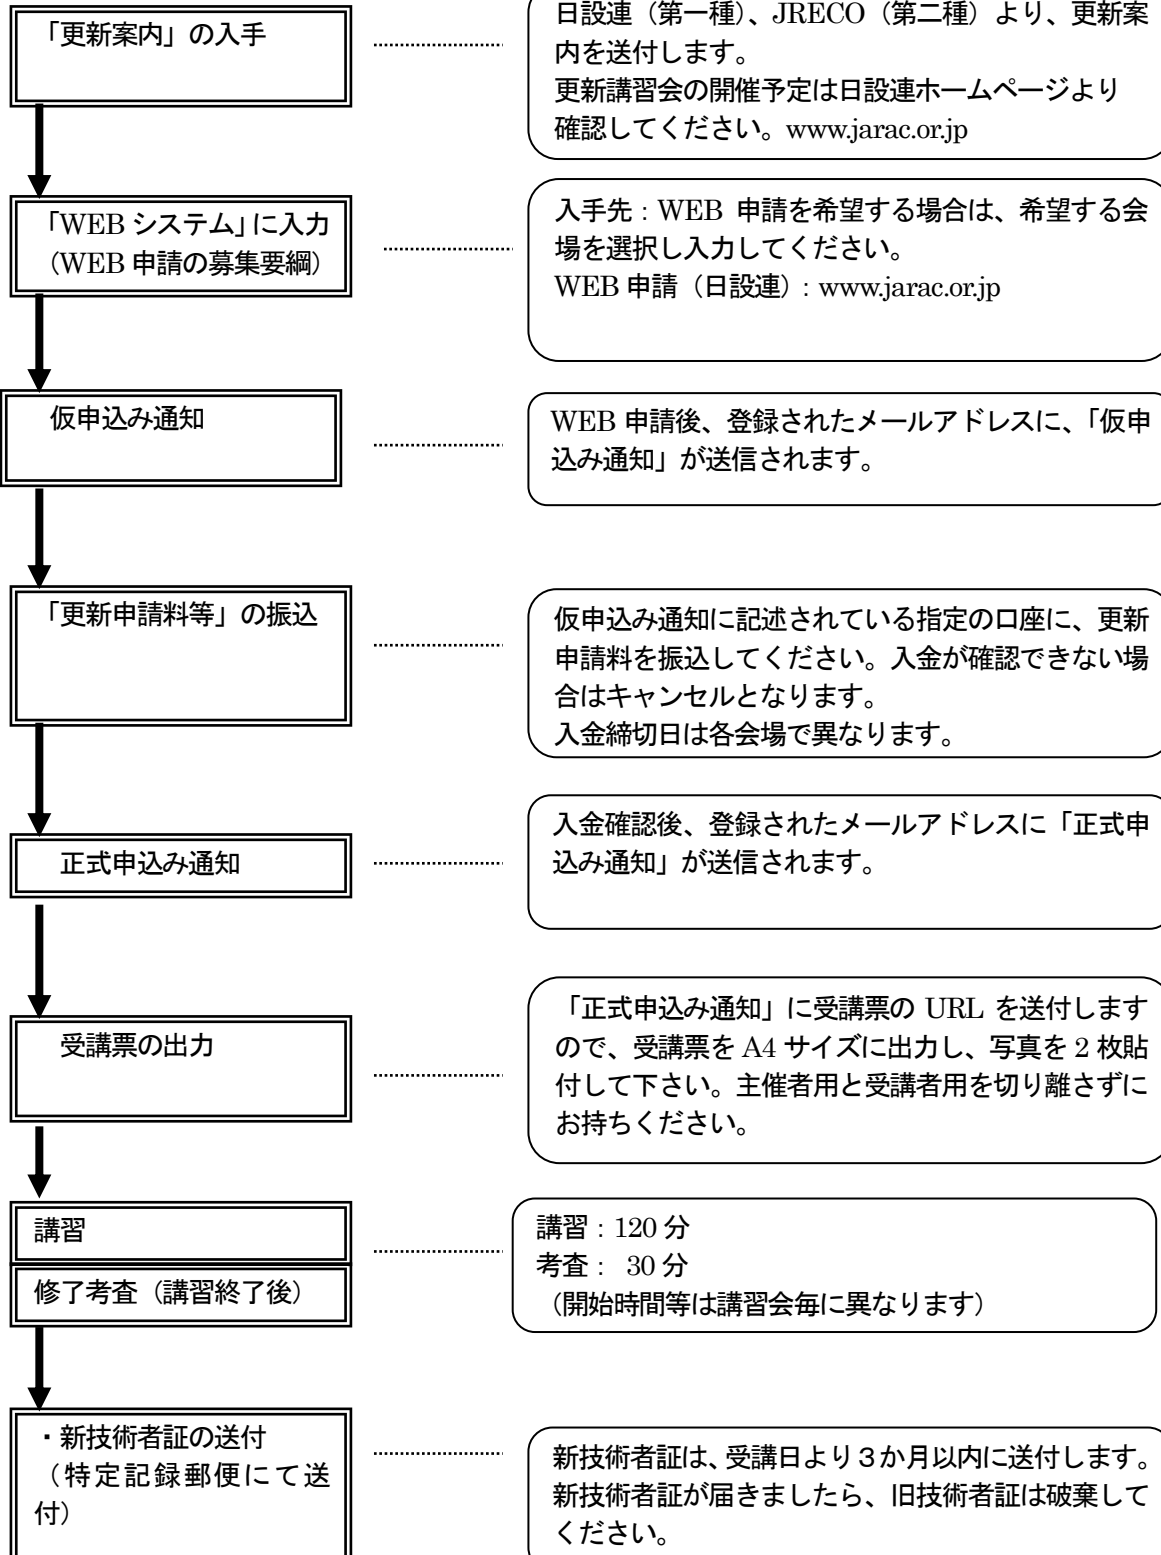 「更新案内」の入手
日設連（第一種）、JRECO（第二種）より、更新案
内を送付します。
更新講習会の開催予定は日設連ホームページより
確認してください。www.jarac.or.jp
「WEB システム」に入力
（WEB 申請の募集要綱）
入手先：WEB 申請を希望する場合は、希望する会
場を選択し入力してください。
WEB 申請（日設連）：www.jarac.or.jp
仮申込み通知
WEB 申請後、登録されたメールアドレスに、「仮申
込み通知」が送信されます。
「更新申請料等」の振込
仮申込み通知に記述されている指定の口座に、更新
申請料を振込してください。入金が確認できない場
合はキャンセルとなります。
入金締切日は各会場で異なります。
正式申込み通知
入金確認後、登録されたメールアドレスに「正式申
込み通知」が送信されます。
受講票の出力
「正式申込み通知」に受講票の URL を送付します
ので、受講票を A4 サイズに出力し、写真を 2 枚貼
付して下さい。主催者用と受講者用を切り離さずに
お持ちください。
講習
修了考査（講習終了後）
講習：120 分
考査： 30 分
（開始時間等は講習会毎に異なります）
・新技術者証の送付
（特定記録郵便にて送
付）
新技術者証は、受講日より３か月以内に送付します。
新技術者証が届きましたら、旧技術者証は破棄して
ください。